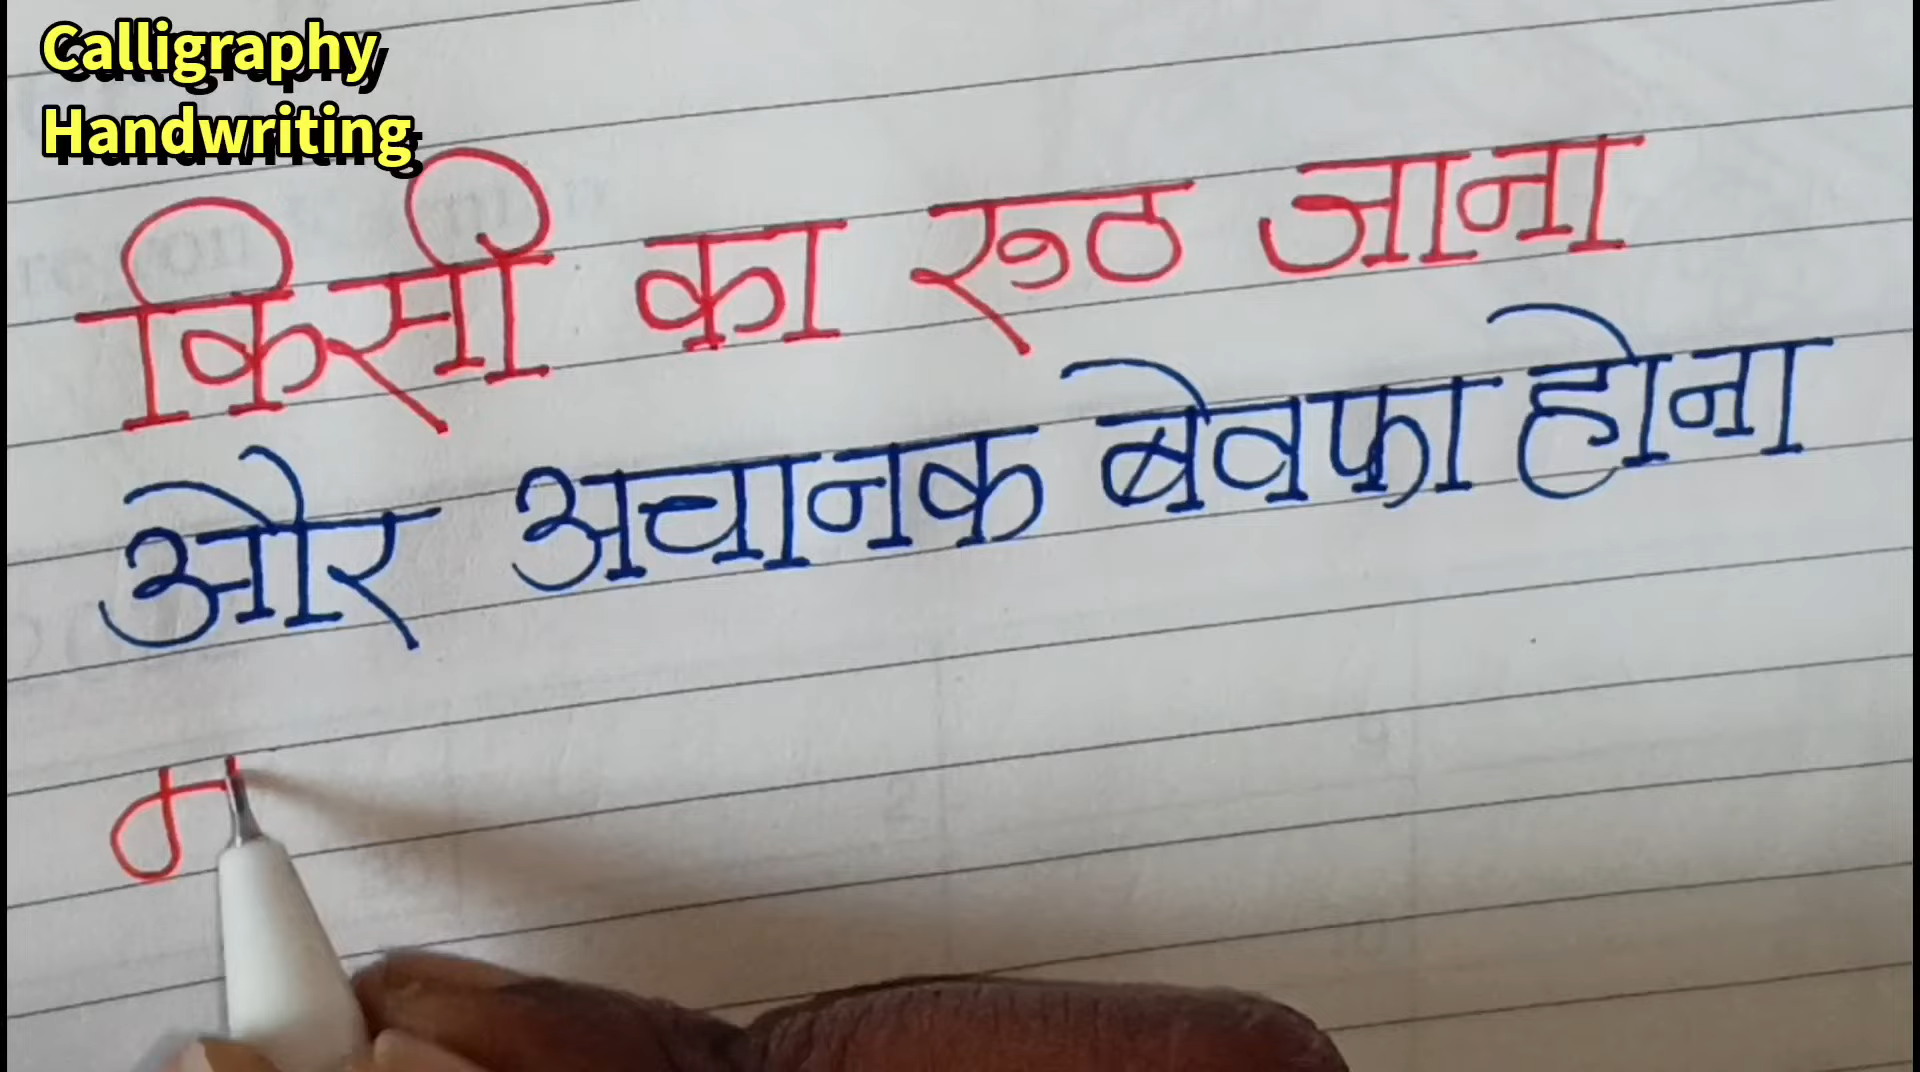 Calligraphy
Handwriting
किसी का रूठ जाना
और अचानक बेवफा होना